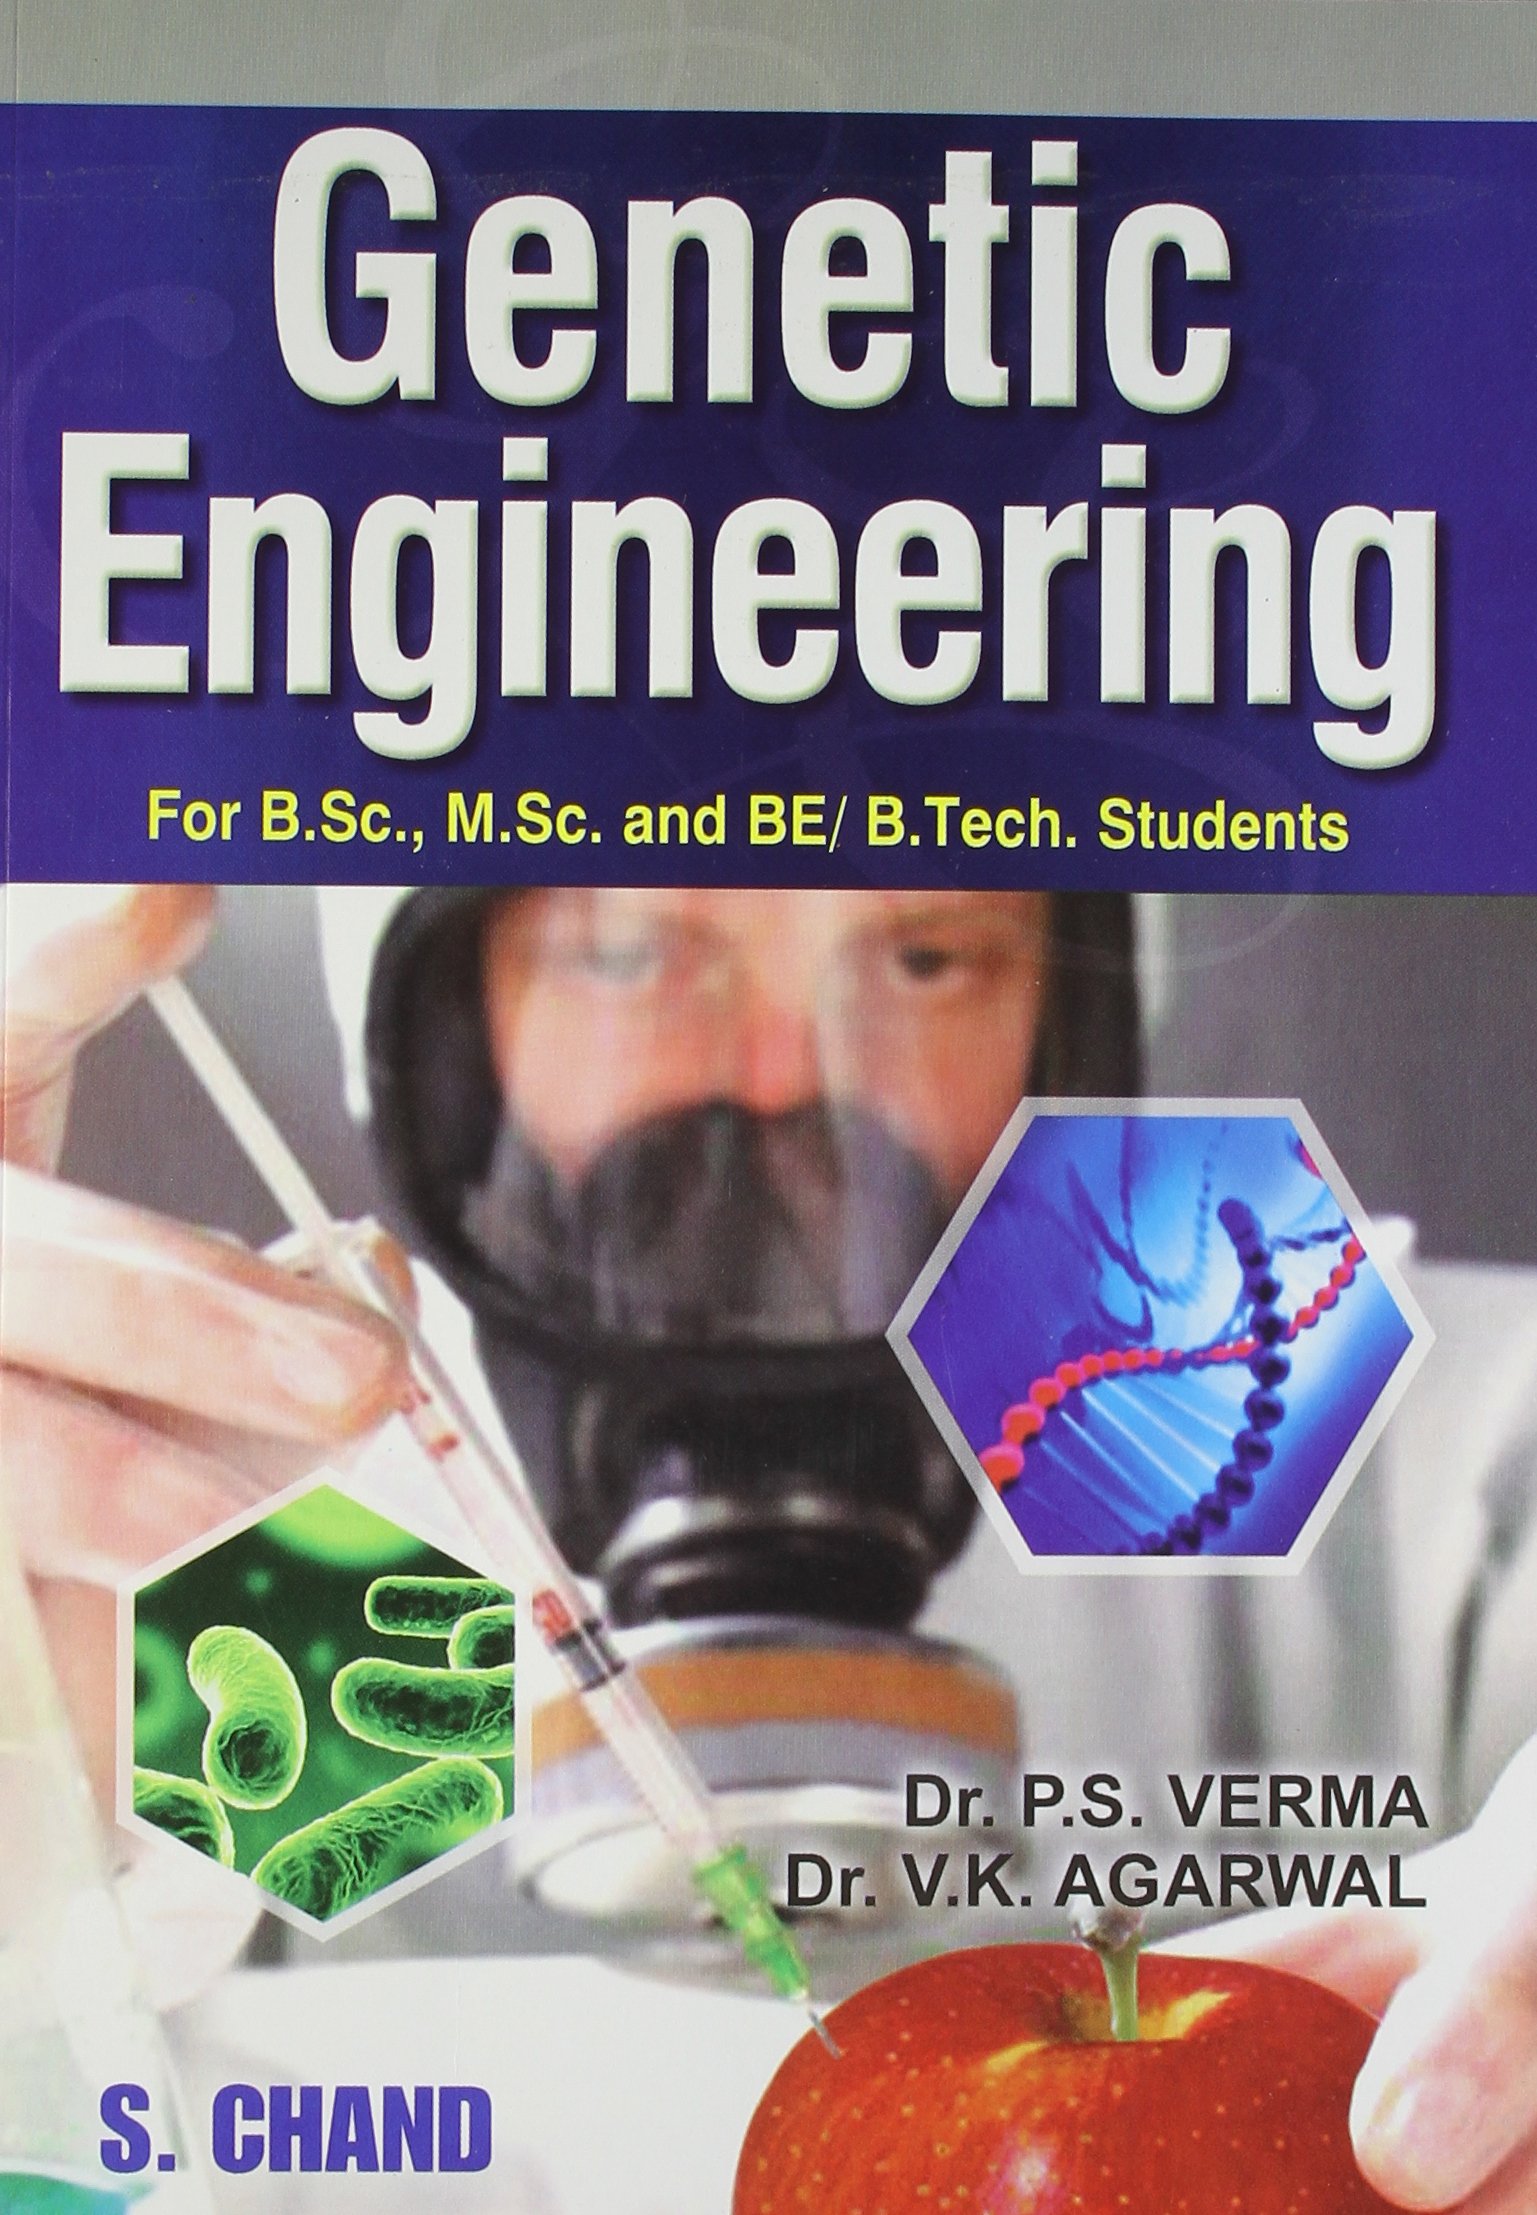 Genetic
Engineering
For B.Sc., M.Sc. and BE/ B.Tech. Students
Dr. P.S. VERMA
Dr. V.K. AGARWAL
S. CHAND